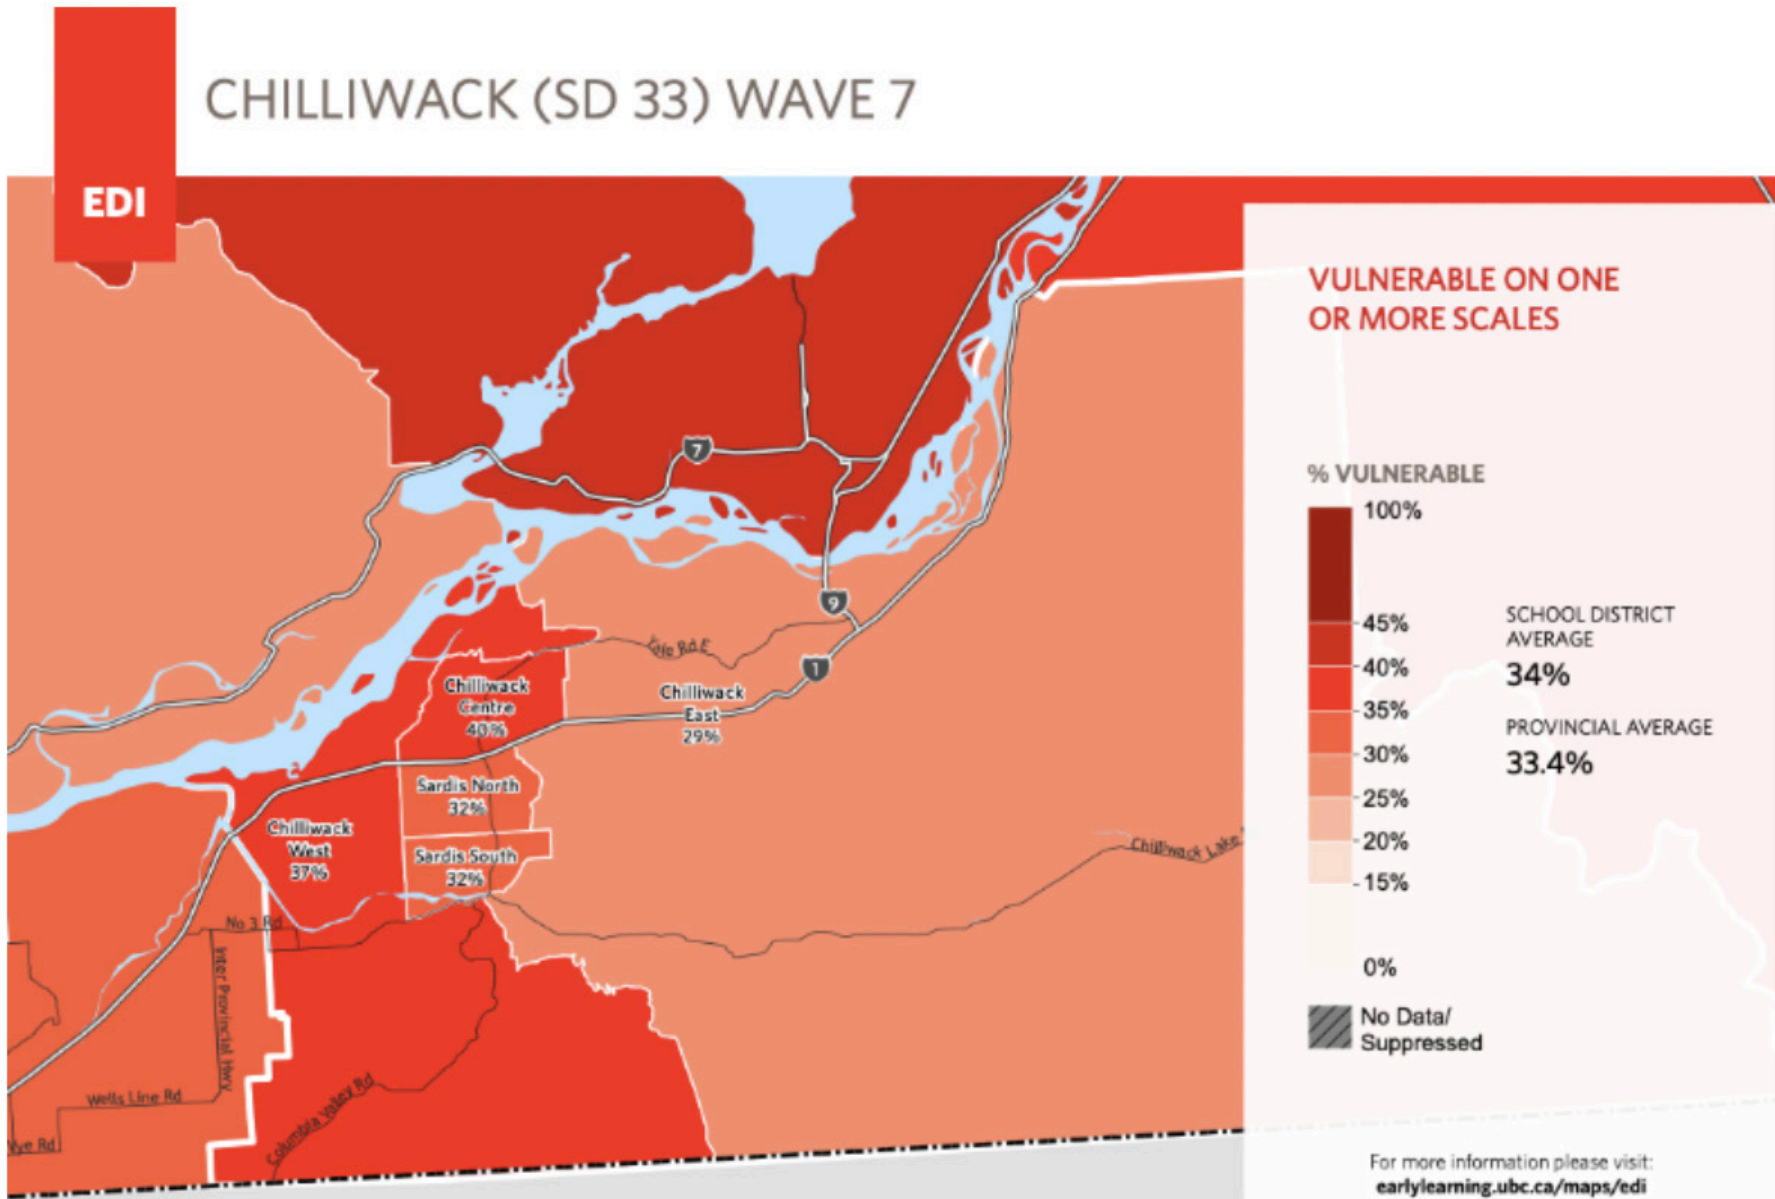 CHILLIWACK (SD 33) WAVE 7
EDI
VULNERABLE ON ONE
OR MORE SCALES
% VULNERABLE
100%
45%
40%
35%
30%
25%
20%
15%
0%
No Data/
Suppressed
SCHOOL DISTRICT
AVERAGE
34%
PROVINCIAL AVERAGE
33.4%
7
9
1
Yale Rd E
Chilliwack
Centre
40%
Chilliwack
East
29%
Sardis North
32%
Chilliwack
West
37%
Sardis South
32%
Chilliwack Lake
No 3 Rd
Inter Provincial Hwy
Wells Line Rd
Vye Rd
Columbia Valley Rd
For more information please visit:
earlylearning.ubc.ca/maps/edi